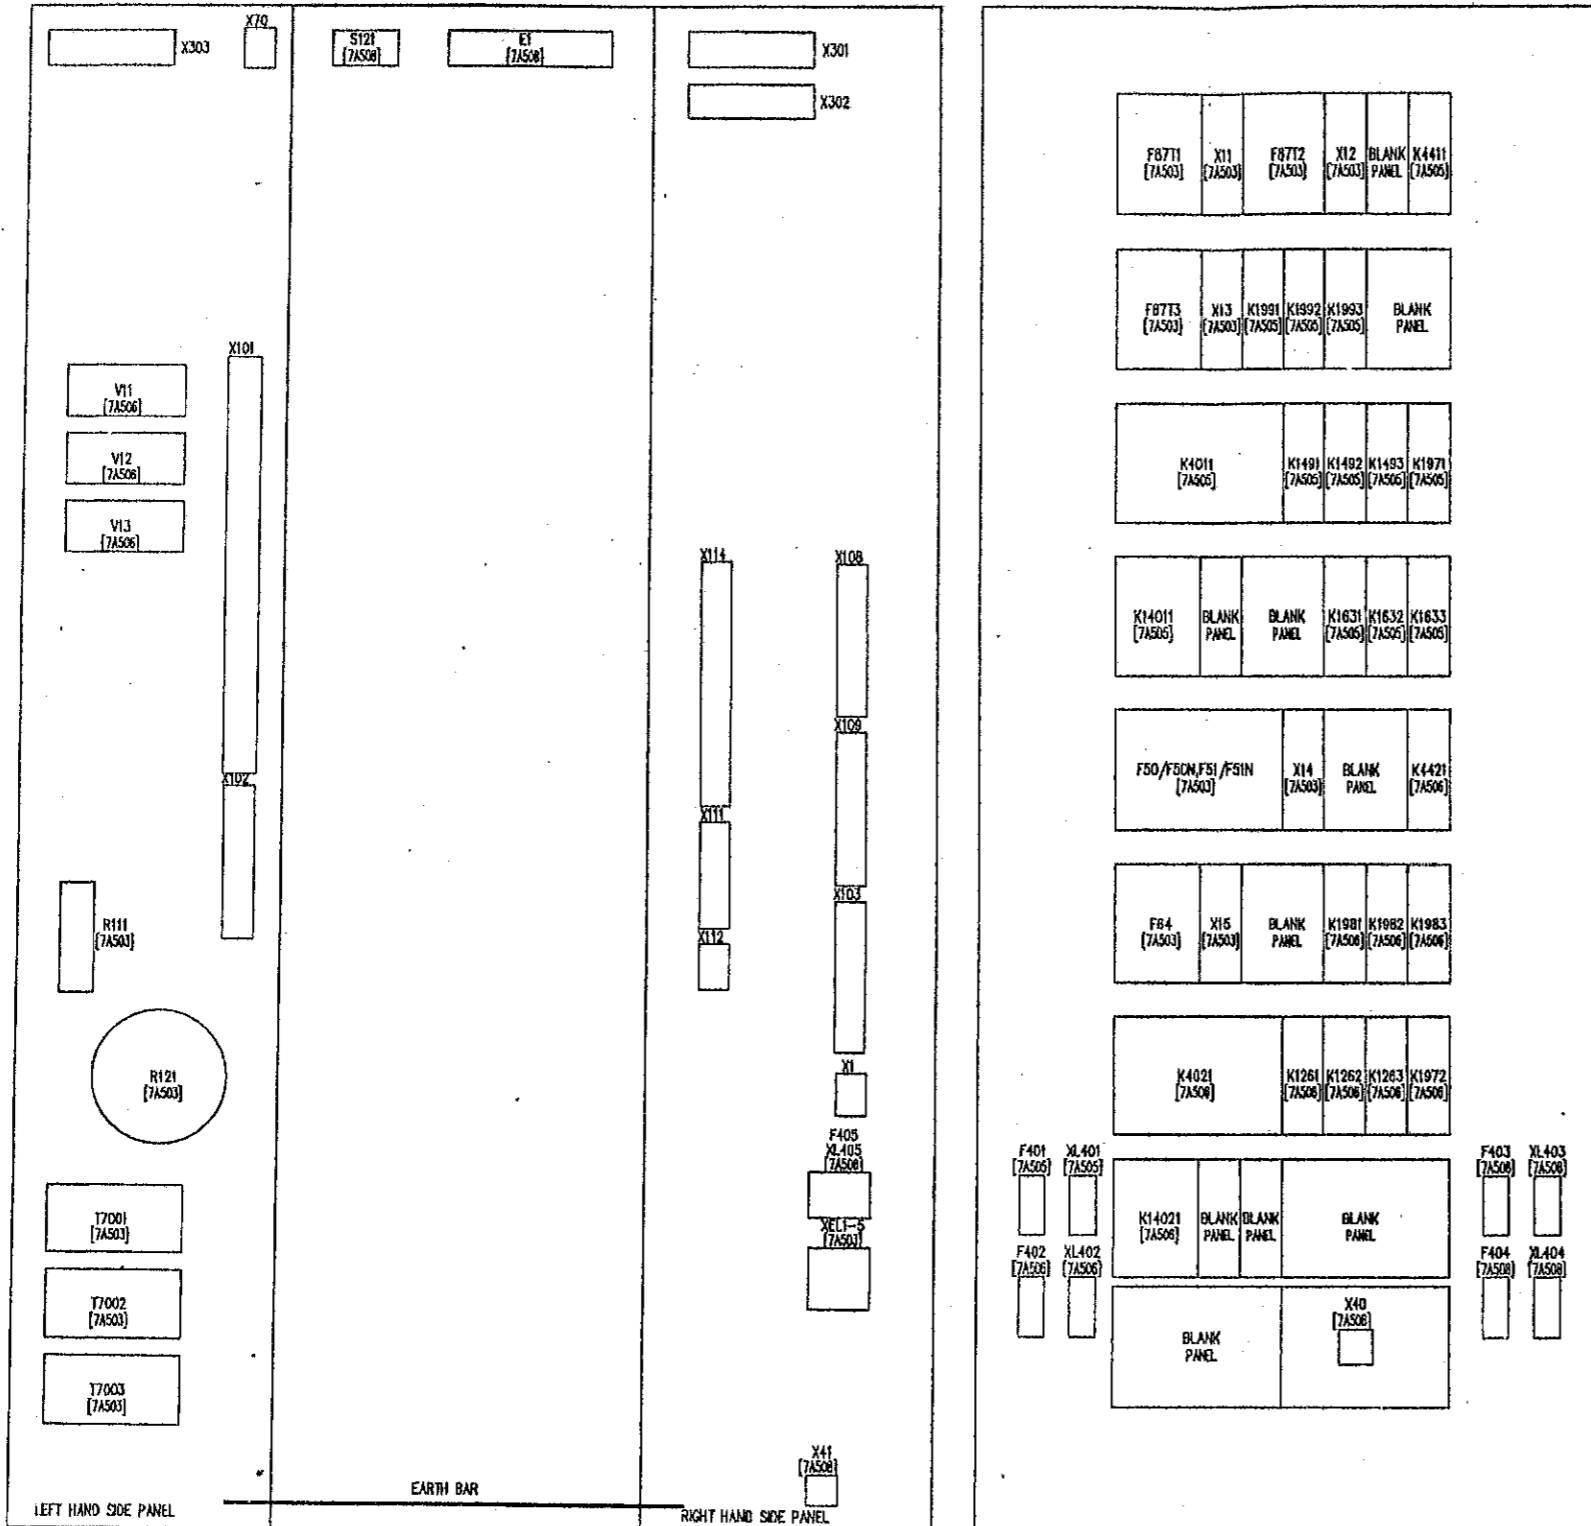 X303
X70
S121
[7A508]
E1
[7A508]
X301
X302
X101
V11
[7A506]
V12
[7A506]
V13
[7A506]
X102
R111
[7A503]
R121
[7A503]
T7001
[7A503]
T7002
[7A503]
T7003
[7A503]
LEFT HAND SIDE PANEL
EARTH BAR
X114
X108
X109
X111
X103
X112
X1
F405
XL405
[7A508]
XEL1-5
[7A503]
X41
[7A508]
RIGHT HAND SIDE PANEL
F87T1 X11 F87T2 X12 BLANK K4411
[7A503] [7A503] [7A503] [7A503] PANEL [7A505]
F87T3 X13 K1991 K1992 K1993 BLANK
[7A503] [7A503] [7A505] [7A505] [7A505] PANEL
K4011 K1491 K1492 K1493 K1971
[7A505] [7A505] [7A505] [7A505] [7A505]
K14011 BLANK BLANK K1631 K1632 K1633
[7A505] PANEL PANEL [7A505] [7A505] [7A505]
F50/F50N,F51/F51N X14 BLANK K4421
[7A503] [7A503] PANEL [7A506]
F64 X15 BLANK K1981 K1982 K1983
[7A503] [7A503] PANEL [7A506] [7A506] [7A506]
K4021 K1261 K1262 K1263 K1972
[7A506] [7A506] [7A506] [7A506] [7A506]
F401 XL401
[7A505] [7A505]
F403 XL403
[7A508] [7A508]
K14021 BLANK BLANK BLANK
[7A506] PANEL PANEL PANEL
F402 XL402
[7A506] [7A506]
F404 XL404
[7A508] [7A508]
BLANK
PANEL
X40
[7A508]